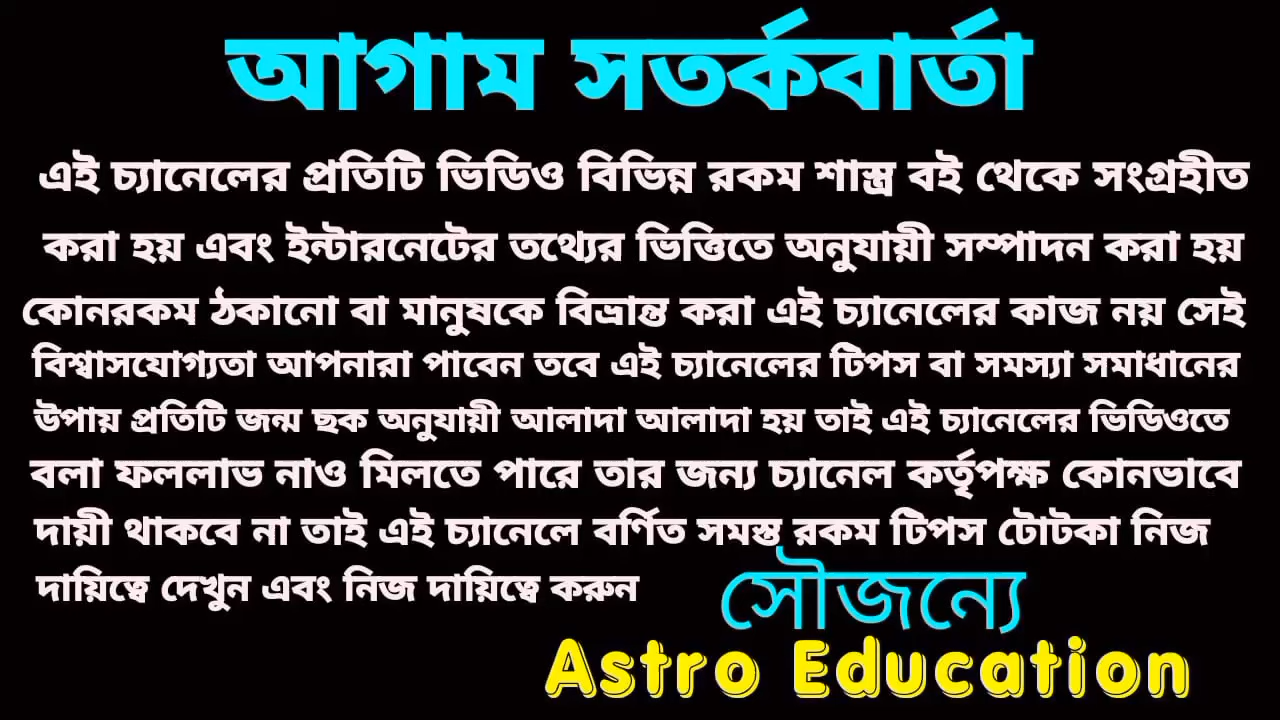 আগাম সতর্কবার্তা
এই চ্যানেলের প্রতিটি ভিডিও বিভিন্ন রকম শাস্ত্র বই থেকে সংগ্রহীত
করা হয় এবং ইন্টারনেটের তথ্যের ভিত্তিতে অনুযায়ী সম্পাদন করা হয়
কোনরকম ঠকানো বা মানুষকে বিভ্রান্ত করা এই চ্যানেলের কাজ নয় সেই
বিশ্বাসযোগ্যতা আপনারা পাবেন তবে এই চ্যানেলের টিপস বা সমস্যা সমাধানের
উপায় প্রতিটি জন্ম ছক অনুযায়ী আলাদা আলাদা হয় তাই এই চ্যানেলের ভিডিওতে
বলা ফললাভ নাও মিলতে পারে তার জন্য চ্যানেল কর্তৃপক্ষ কোনভাবে
দায়ী থাকবে না তাই এই চ্যানেলে বর্ণিত সমস্ত রকম টিপস টোটকা নিজ
দায়িত্বে দেখুন এবং নিজ দায়িত্বে করুন
সৌজন্যে
Astro Education